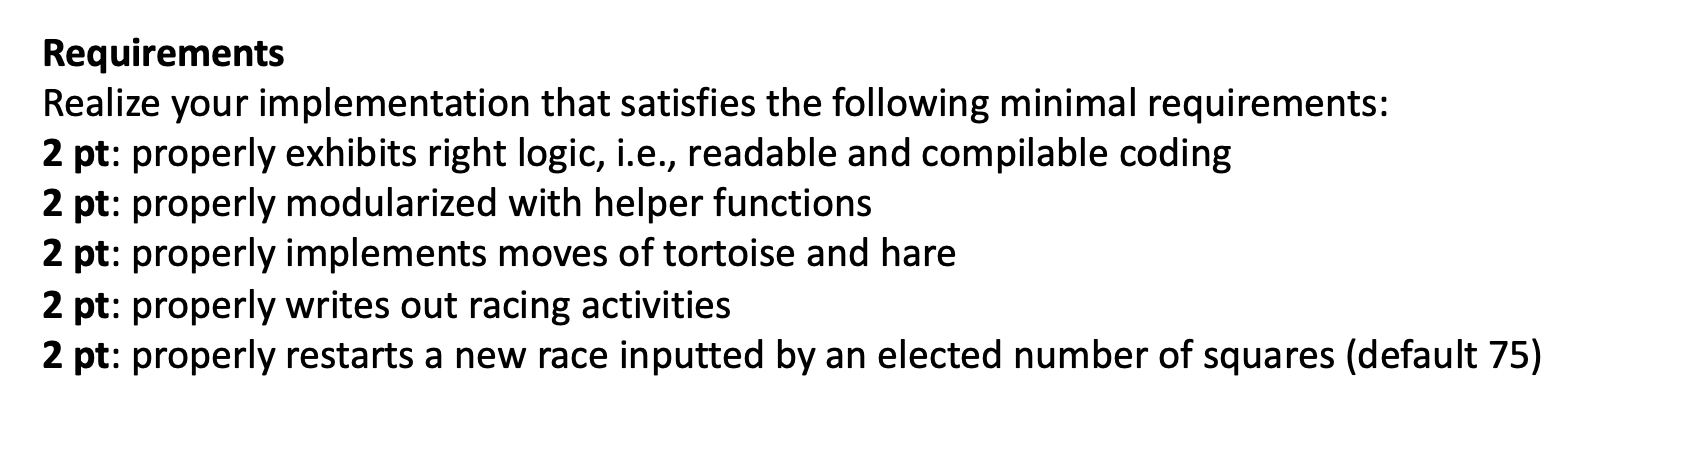 Requirements
Realize your implementation that satisfies the following minimal requirements:
2 pt: properly exhibits right logic, i.e., readable and compilable coding
2 pt: properly modularized with helper functions
2 pt: properly implements moves of tortoise and hare
2 pt: properly writes out racing activities
2 pt: properly restarts a new race inputted by an elected number of squares (default 75)